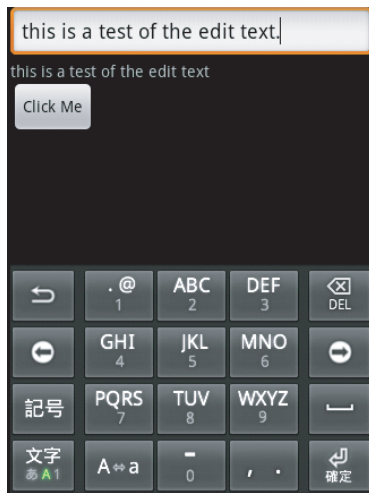 this is a test of the edit text.
this is a test of the edit text
Click Me
. @ ABC DEF DEL
1 2 3
GHI JKL MNO
4 5 6
記号 PQRS TUV WXYZ
7 8 9
文字 A⇔a - , . 確定
あA1 0